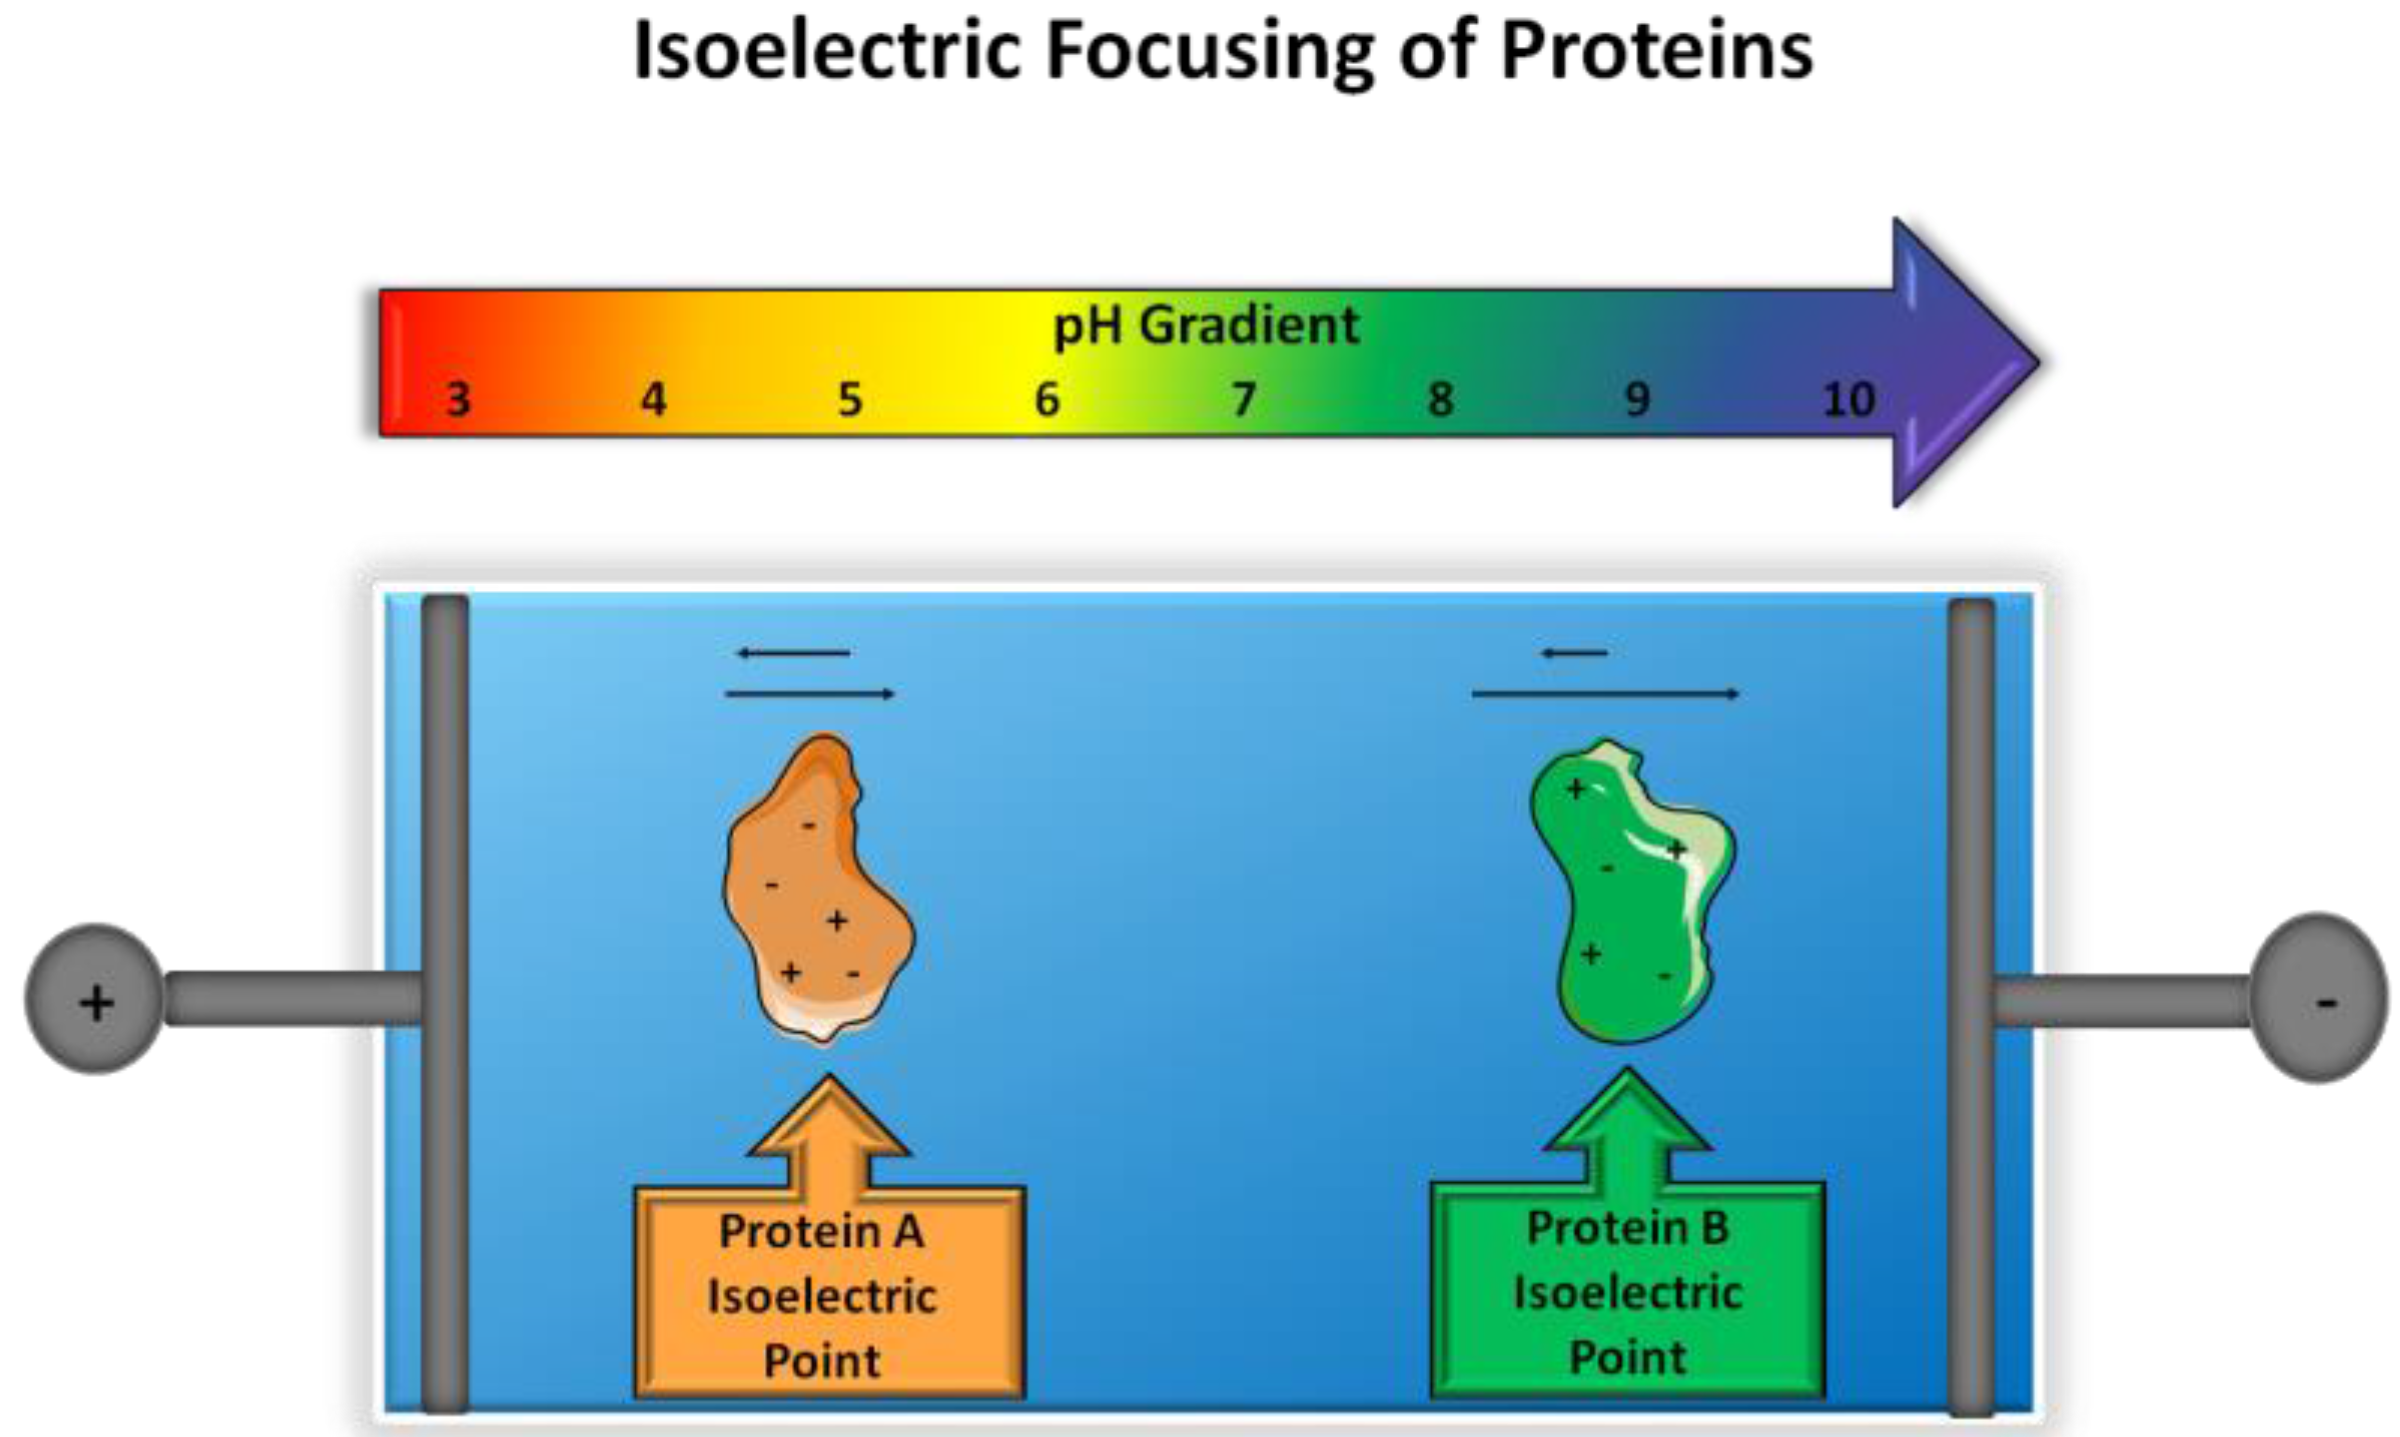 Isoelectric Focusing of Proteins
pH Gradient
3 4 5 6 7 8 9 10
-
-
+
+ -
+
+
-
+
-
+
-
Protein A
Isoelectric
Point
Protein B
Isoelectric
Point